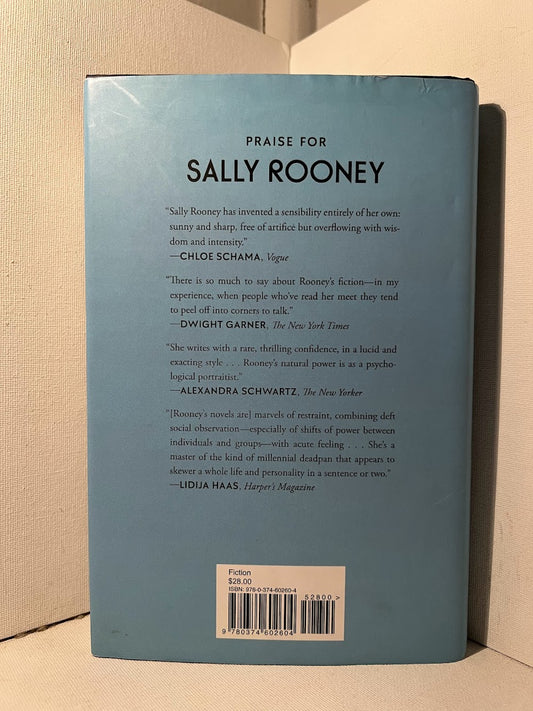 PRAISE FOR
SALLY ROONEY
“Sally Rooney has invented a sensibility entirely of her own:
sunny and sharp, free of artifice but overflowing with wis-
dom and intensity.”
—CHLOE SCHAMA, Vogue
“There is so much to say about Rooney’s fiction—in my
experience, when people who’ve read her meet they tend
to peel off into corners to talk.”
—DWIGHT GARNER, The New York Times
“She writes with a rare, thrilling confidence, in a lucid and
exacting style . . . Rooney’s natural power is as a psycho-
logical portraitist.”
—ALEXANDRA SCHWARTZ, The New Yorker
“[Rooney’s novels are] marvels of restraint, combining deft
social observation—especially of shifts of power between
individuals and groups—with acute feeling . . . She’s a
master of the kind of millennial deadpan that appears to
skewer a whole life and personality in a sentence or two.”
—LIDIJA HAAS, Harper’s Magazine
Fiction
$28.00
ISBN: 978-0-374-60260-4
52800 >
9 780374 602604